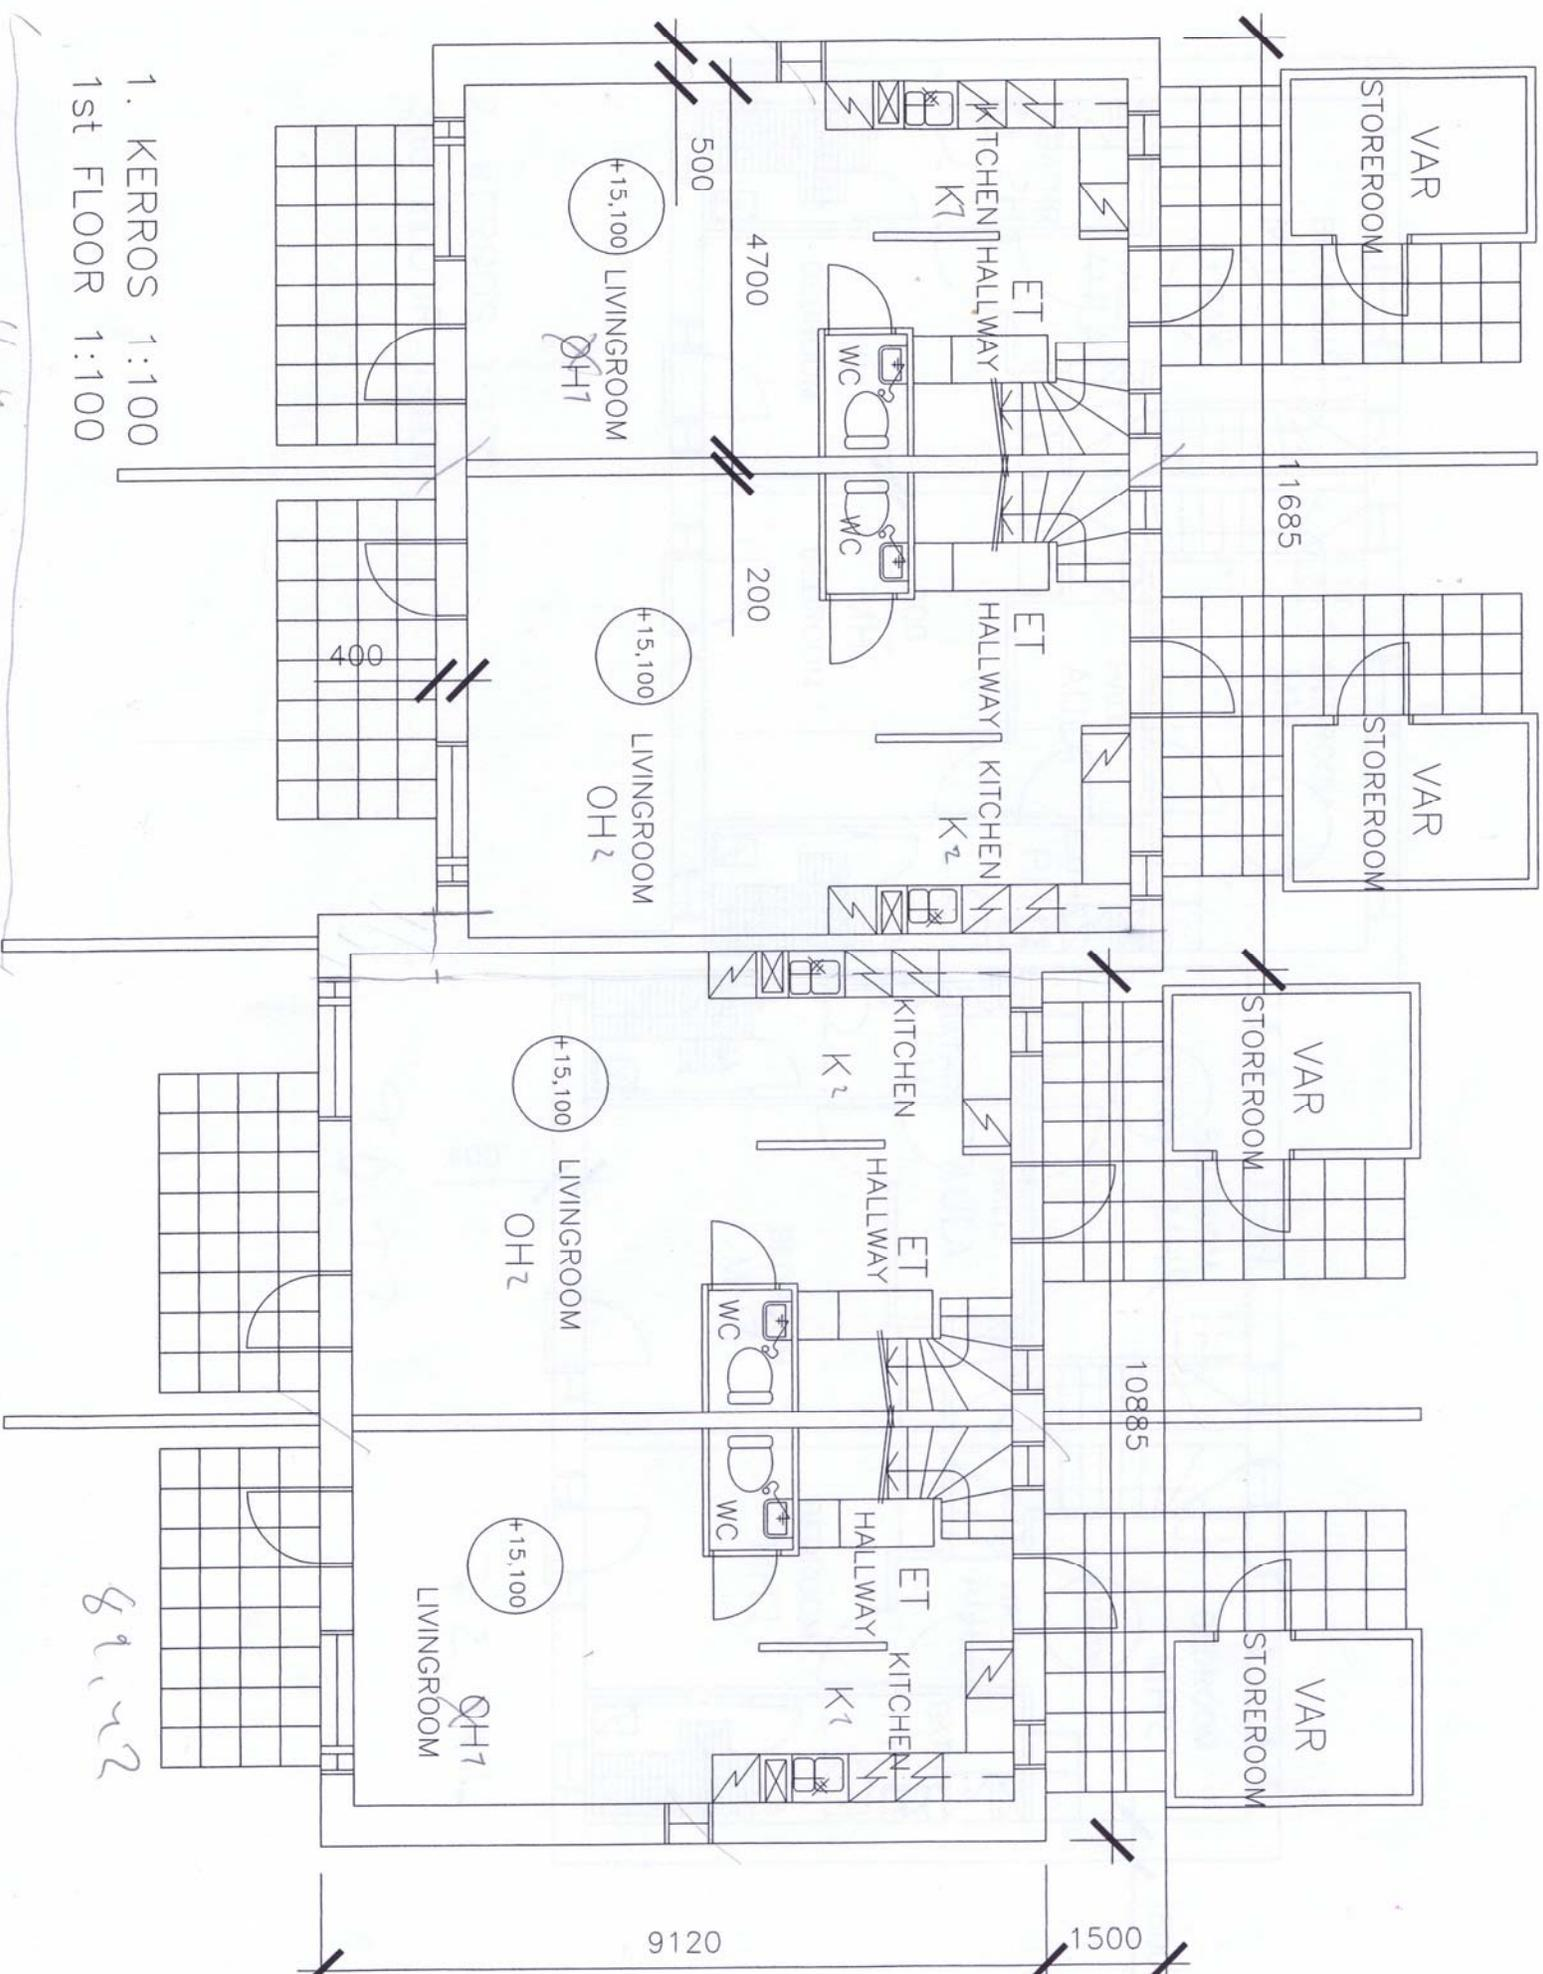 1. KERROS 1:100
1st FLOOR 1:100
VAR
STOREROOM
VAR
STOREROOM
VAR
STOREROOM
VAR
STOREROOM
11685
10885
500
4700
200
400
9120
1500
KITCHEN
K1
ET
HALLWAY
WC
+15,100
LIVINGROOM
OH1
WC
ET
HALLWAY
KITCHEN
K2
+15,100
LIVINGROOM
OH2
KITCHEN
K2
ET
HALLWAY
WC
+15,100
LIVINGROOM
OH2
WC
ET
HALLWAY
KITCHEN
K1
+15,100
LIVINGROOM
OH1